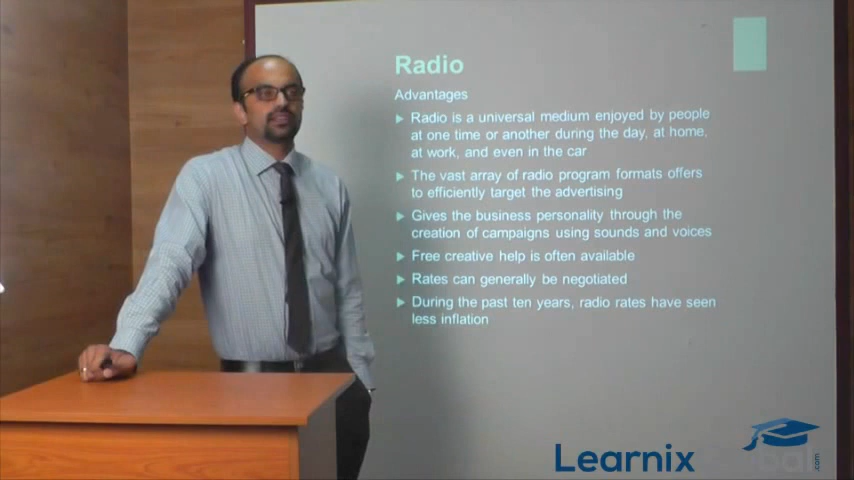 Radio
Advantages
Radio is a universal medium enjoyed by people
at one time or another during the day, at home,
at work, and even in the car
The vast array of radio program formats offers
to efficiently target the advertising
Gives the business personality through the
creation of campaigns using sounds and voices
Free creative help is often available
Rates can generally be negotiated
During the past ten years, radio rates have seen
less inflation
Learnix Global
.com